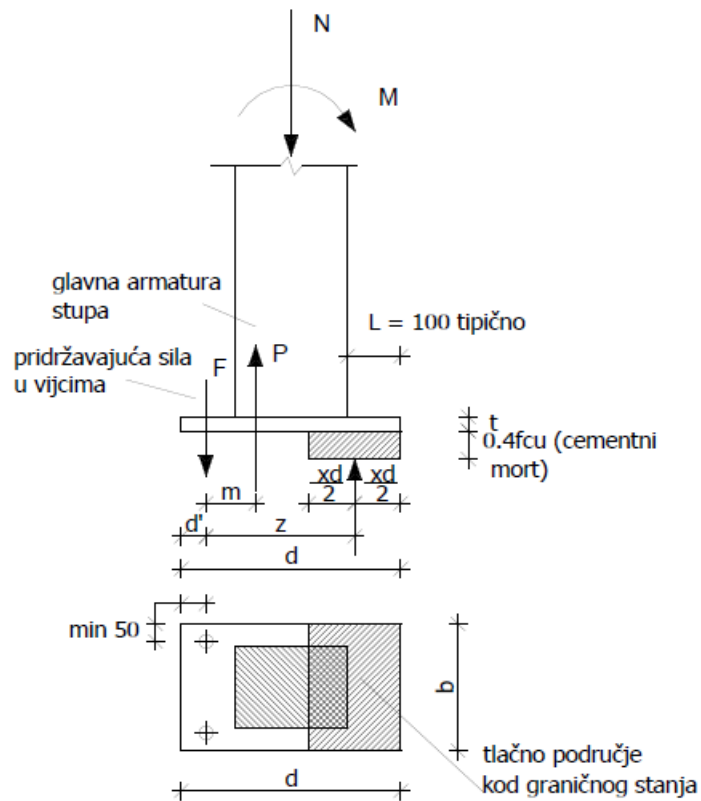 N
M
glavna armatura
stupa
L = 100 tipično
pridržavajuća sila
u vijcima
F
P
t
0.4fcu (cementni
mort)
m
xd
2
xd
2
d'
z
d
min 50
b
tlačno područje
kod graničnog stanja
d